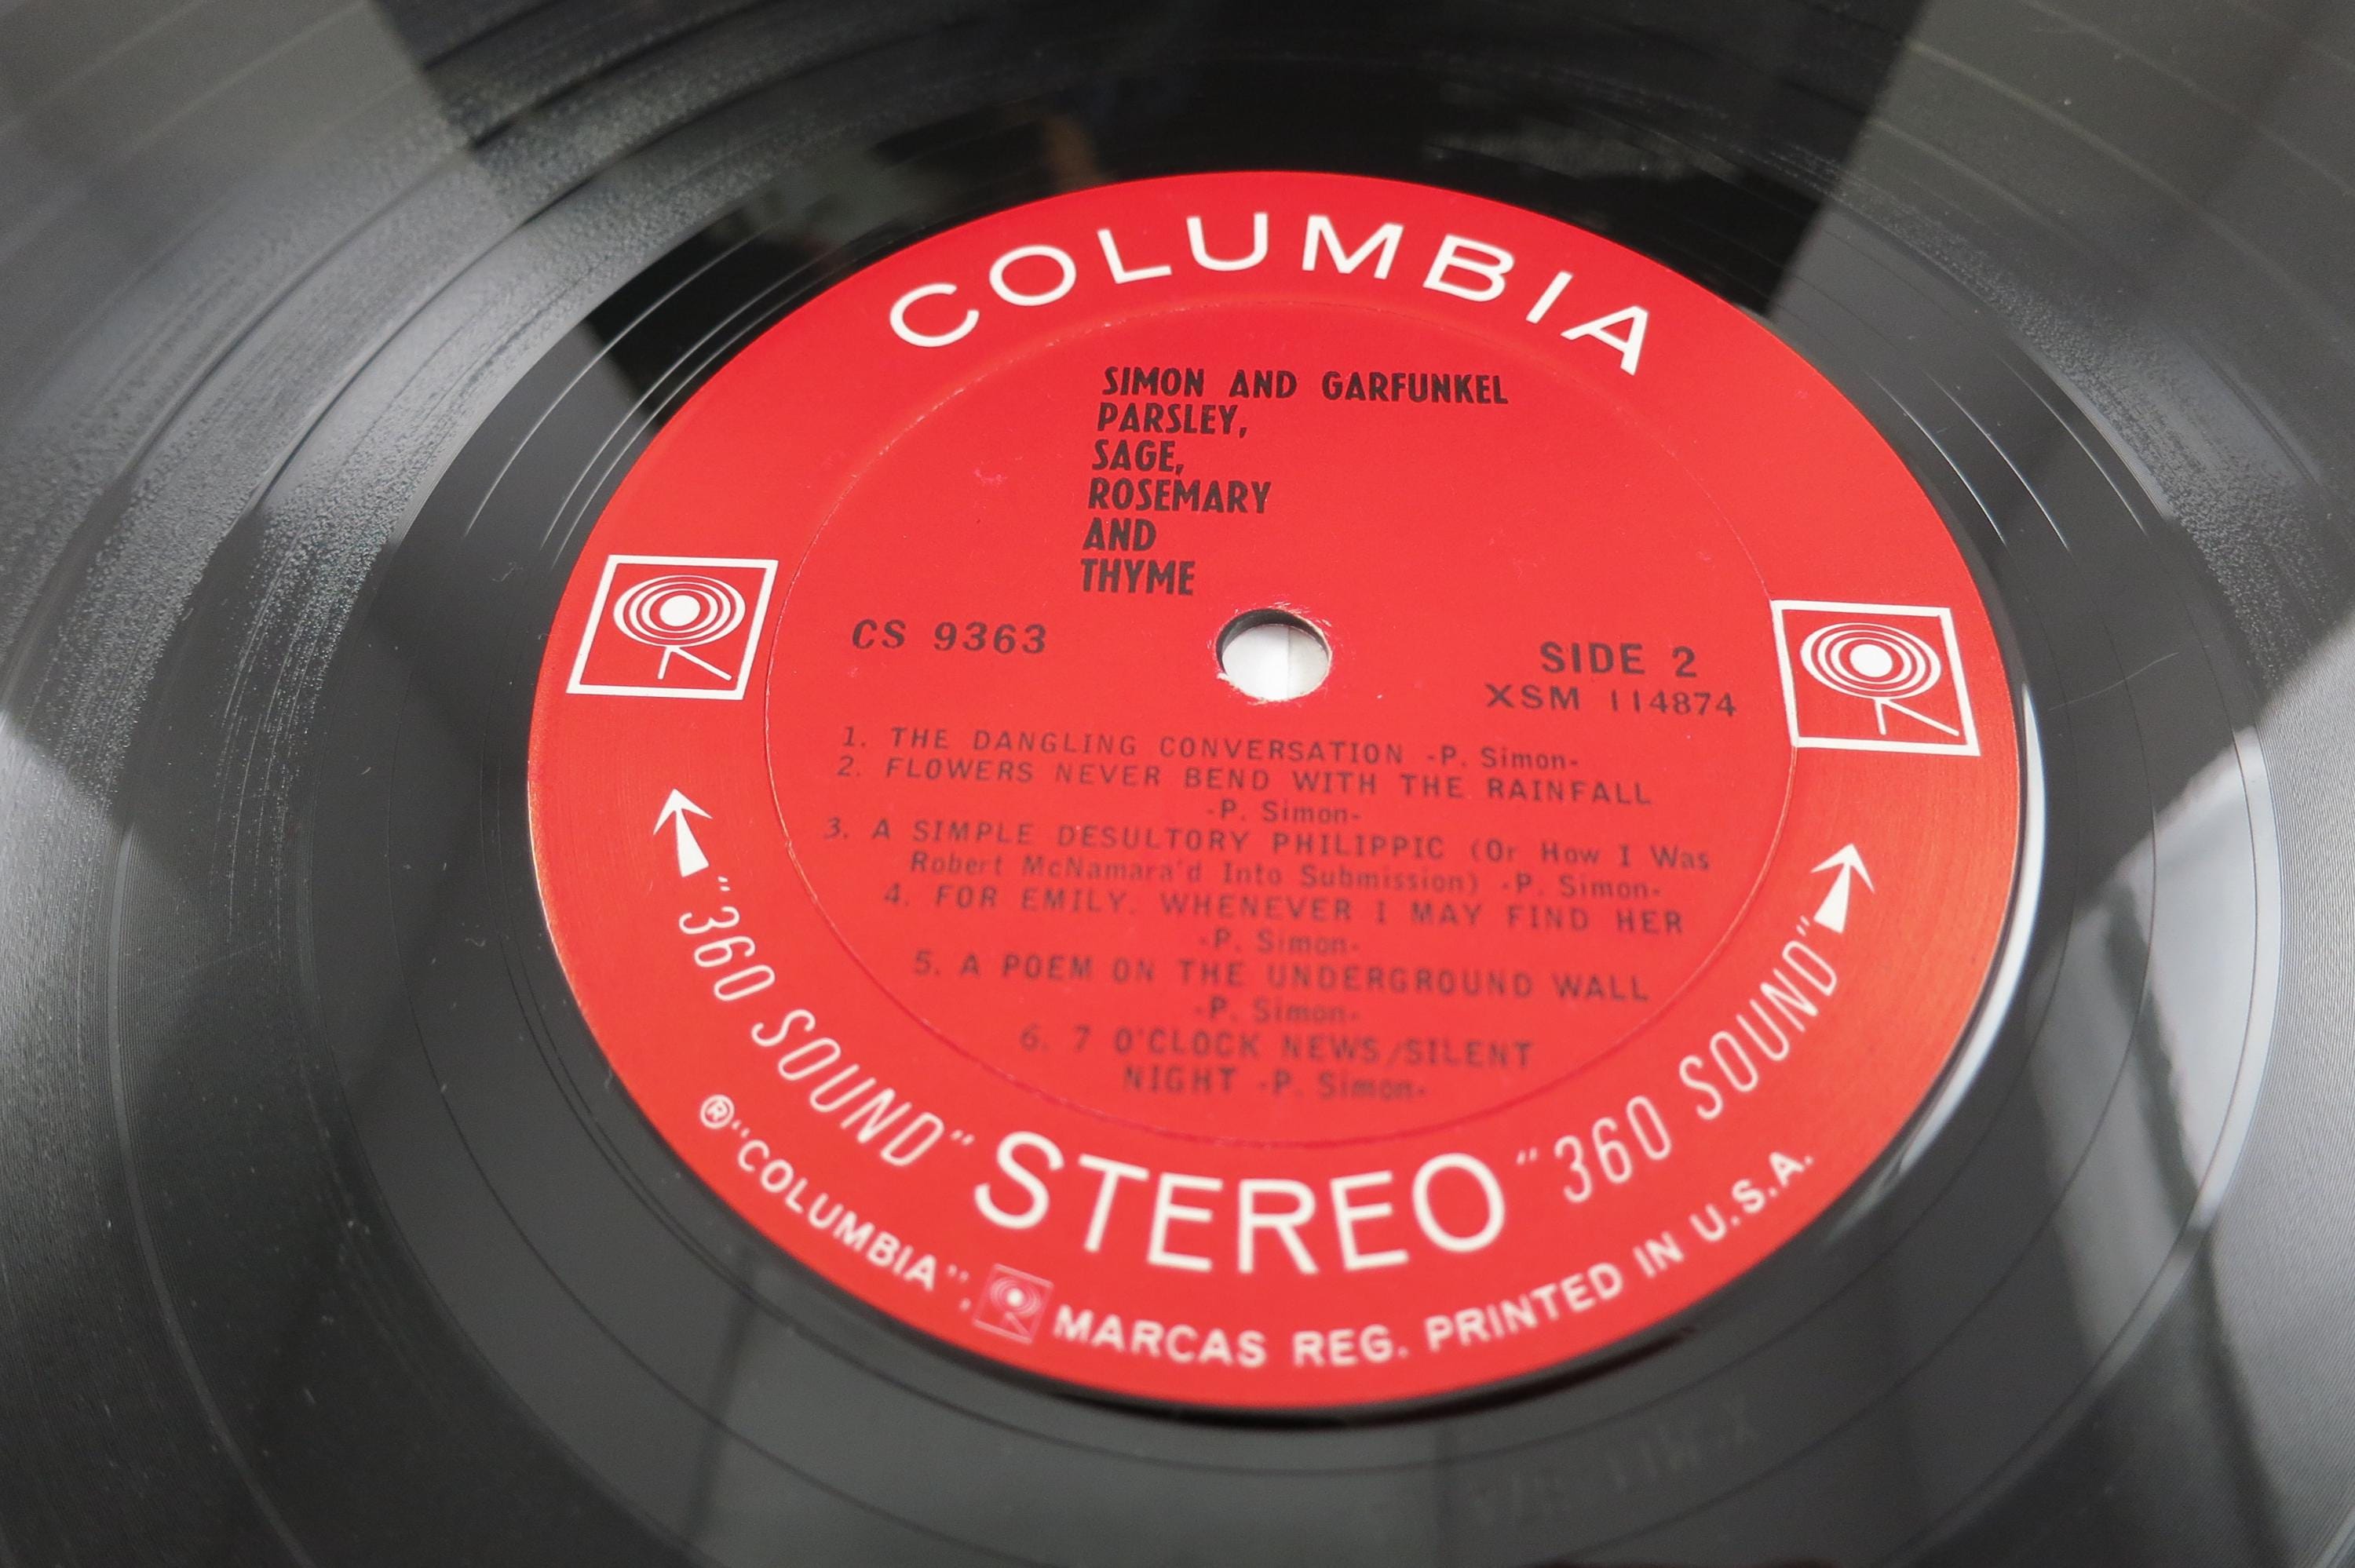 COLUMBIA
SIMON AND GARFUNKEL
PARSLEY,
SAGE,
ROSEMARY
AND
THYME
CS 9363
SIDE 2
XSM 114874
1. THE DANGLING CONVERSATION -P. Simon-
2. FLOWERS NEVER BEND WITH THE RAINFALL
-P. Simon-
3. A SIMPLE DESULTORY PHILIPPIC (Or How I Was
Robert McNamara'd Into Submission) -P. Simon-
4. FOR EMILY, WHENEVER I MAY FIND HER
-P. Simon-
5. A POEM ON THE UNDERGROUND WALL
-P. Simon-
6. 7 O'CLOCK NEWS/SILENT
NIGHT -P. Simon-
"360 SOUND" STEREO "360 SOUND"
® "COLUMBIA", MARCAS REG. PRINTED IN U.S.A.